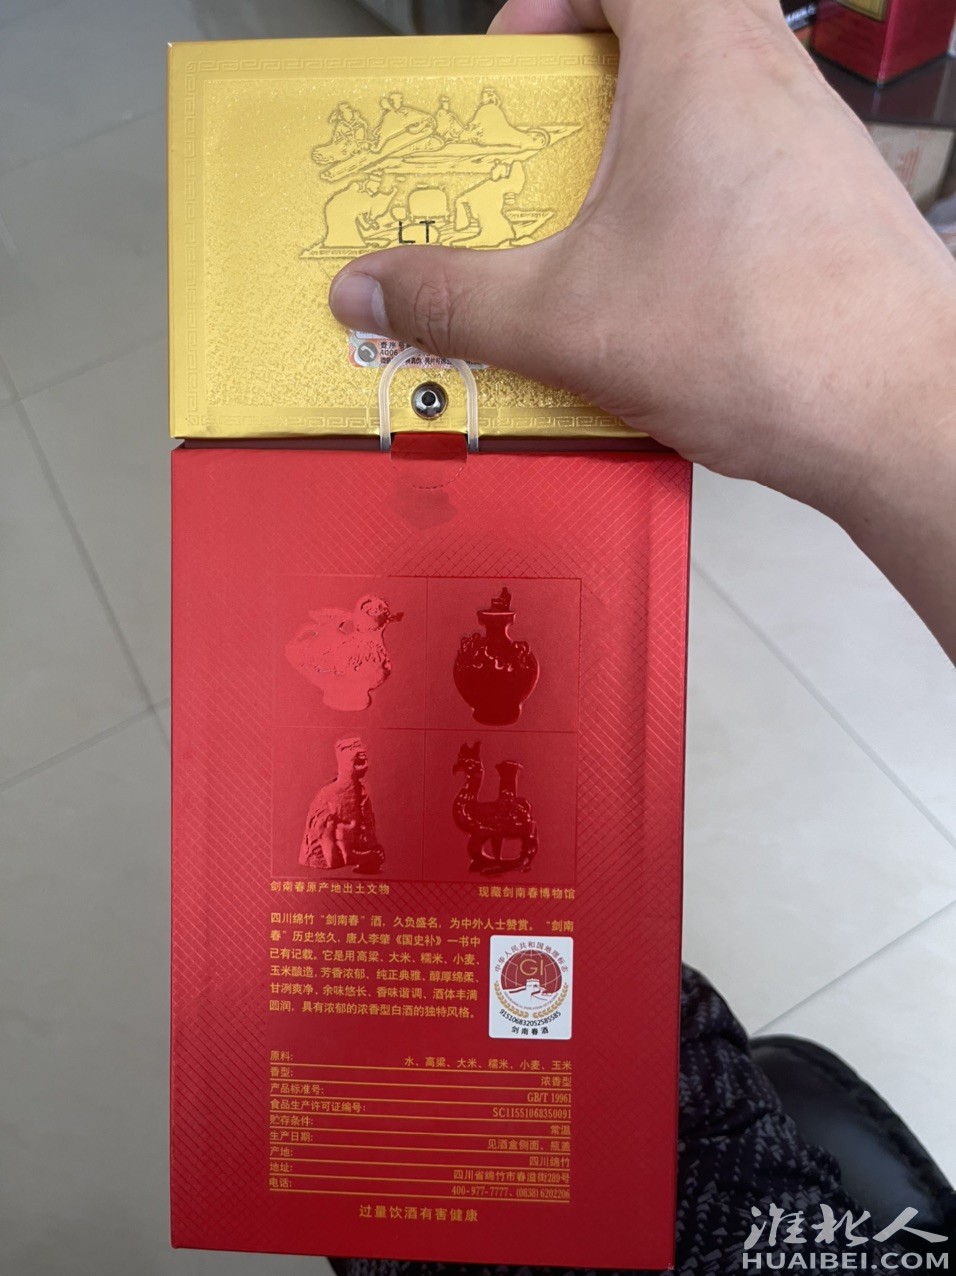 LT
A006
剑南春原产地出土文物
现藏剑南春博物馆
四川绵竹“剑南春”酒，久负盛名，为中外人士赞赏。“剑南
春”历史悠久，唐人李肇《国史补》一书中
已有记载。它是用高梁、大米、糯米、小麦、
玉米酿造，芳香浓郁、纯正典雅、醇厚绵柔、
甘洌爽净、余味悠长、香味谐调、酒体丰满
圆润，具有浓郁的浓香型白酒的独特风格。
中华人民共和国地理标志
GI
915106832052585585
剑南春酒
原料: 水、高梁、大米、糯米、小麦、玉米
香型: 浓香型
产品标准号: GB/T 19961
食品生产许可证编号: SC11551068350091
贮存条件: 常温
生产日期: 见酒盒侧面、瓶盖
产地: 四川绵竹
地址: 四川省绵竹市春溢街289号
电话: 400-977-7777、(0838)6202206
过量饮酒有害健康
淮北人
HUAIBEI.COM